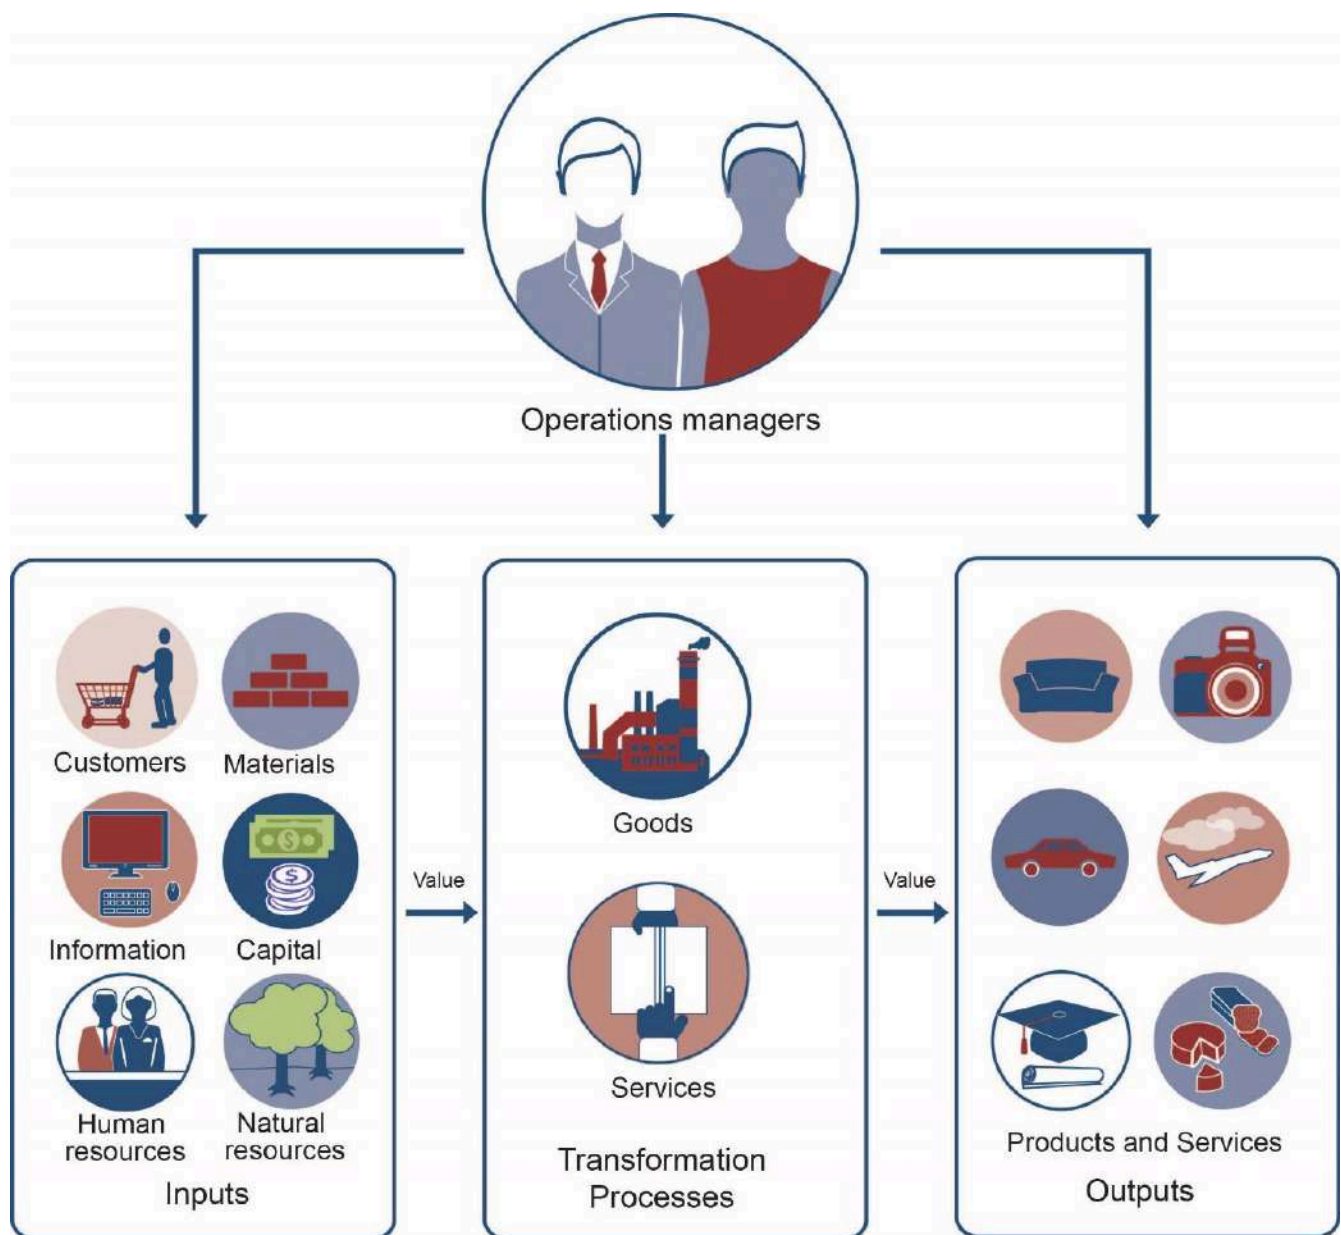 Operations managers
Customers
Materials
Information
Capital
Human
resources
Natural
resources
Inputs
Value
Goods
Services
Transformation
Processes
Value
Products and Services
Outputs